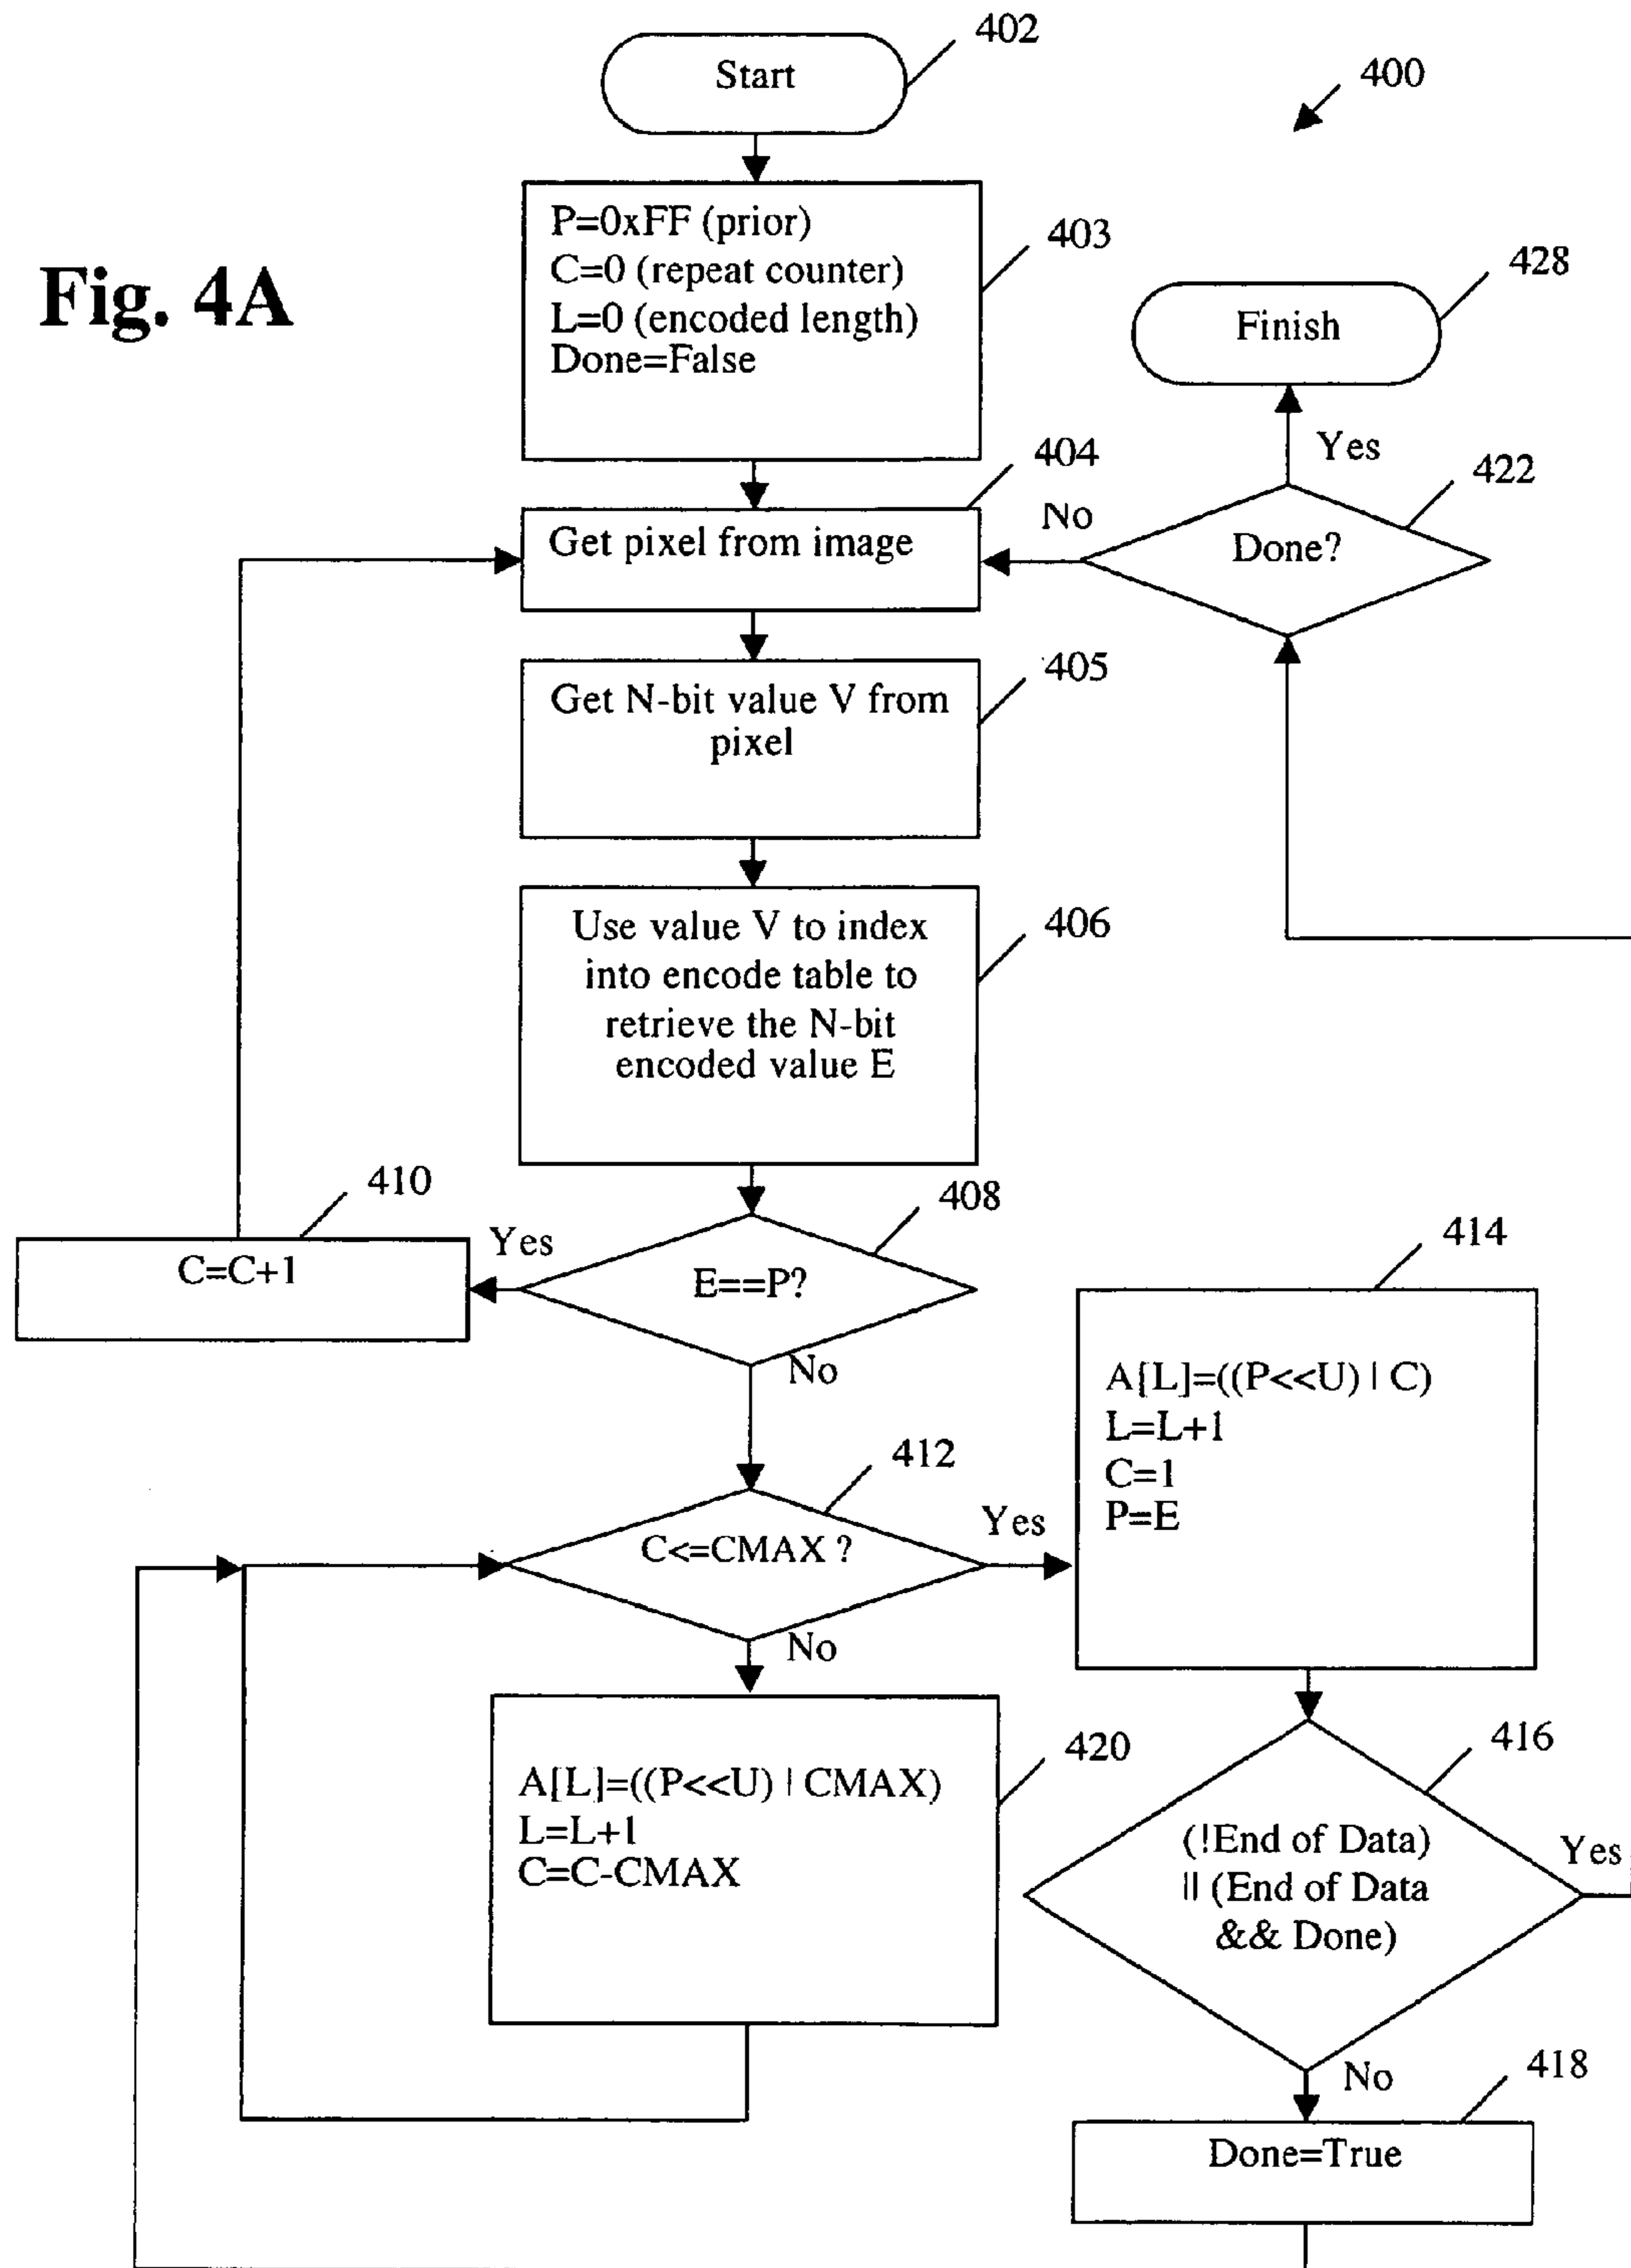 402
Start
400
Fig. 4A
P=0xFF (prior)
C=0 (repeat counter)
L=0 (encoded length)
Done=False
403
428
Finish
Yes
404
422
No
Get pixel from image
Done?
405
Get N-bit value V from
pixel
406
Use value V to index
into encode table to
retrieve the N-bit
encoded value E
410
408
Yes
C=C+1
E==P?
No
414
A[L]=((P<<U) | C)
L=L+1
C=1
P=E
412
Yes
C<=CMAX ?
No
420
A[L]=((P<<U) | CMAX)
L=L+1
C=C-CMAX
416
(!End of Data)
|| (End of Data
&& Done)
Yes
No
418
Done=True